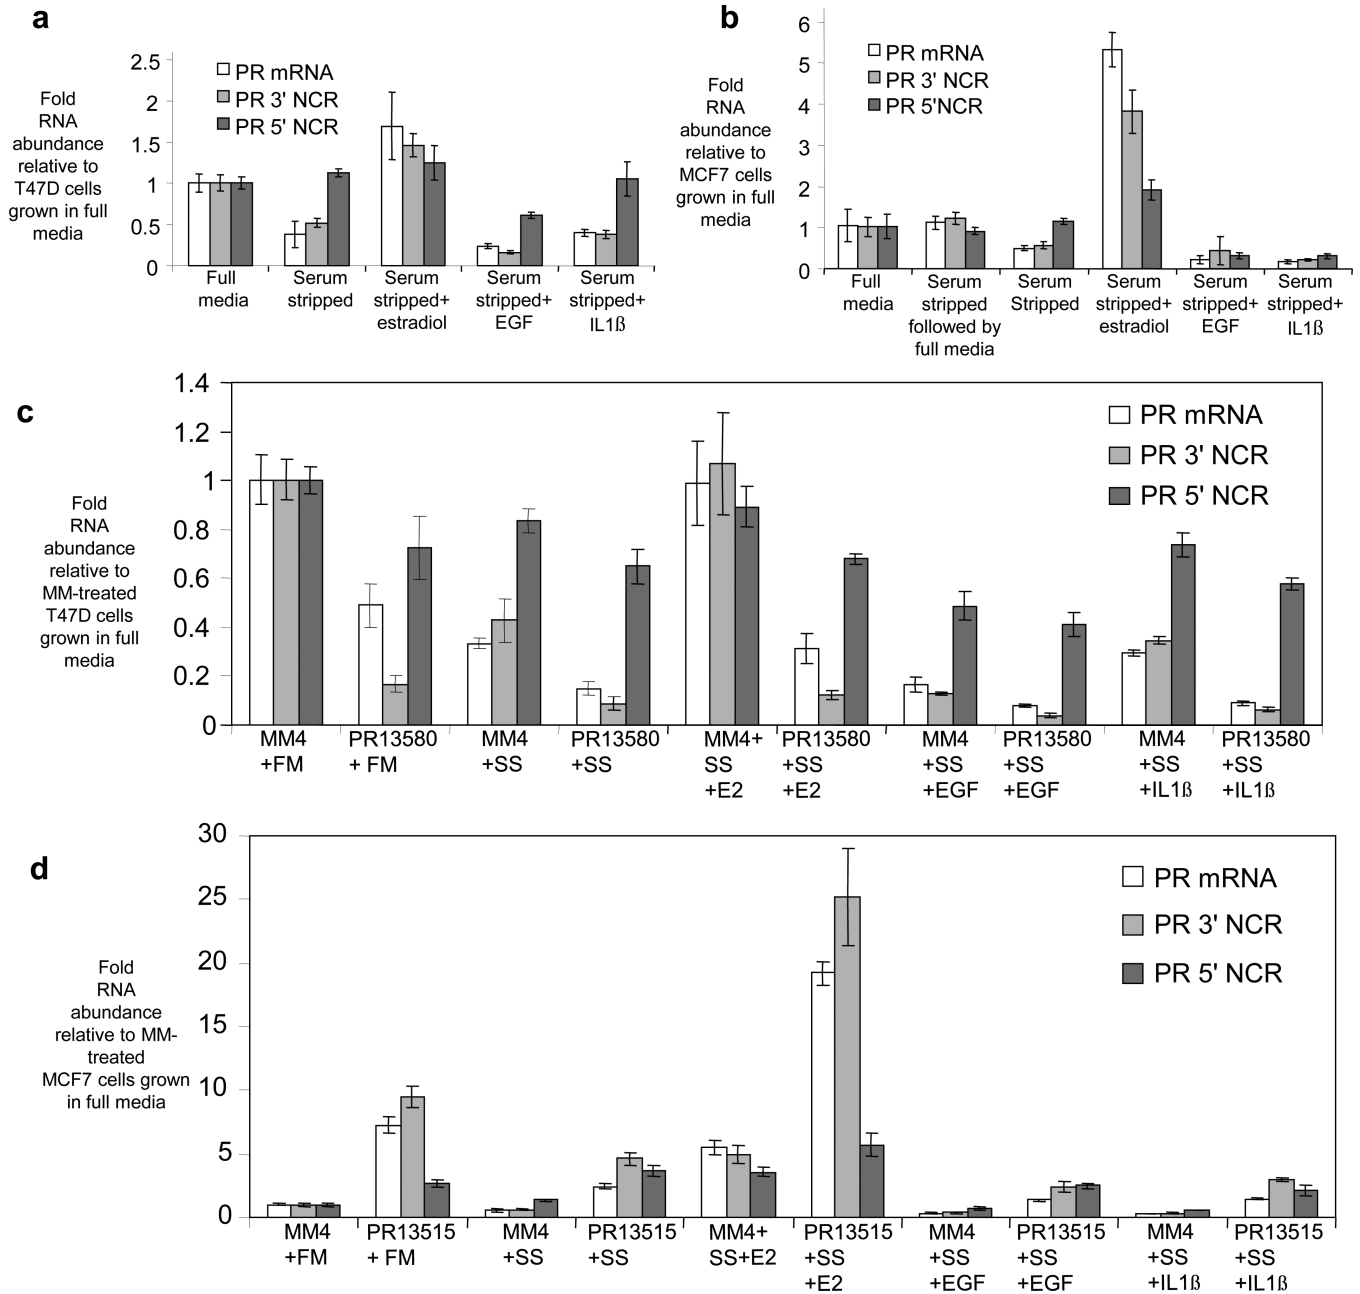 a
2.5
2
1.5
1
0.5
0
Fold
RNA
abundance
relative to
T47D cells
grown in full
media
PR mRNA
PR 3' NCR
PR 5' NCR
Full
media
Serum
stripped
Serum
stripped+
estradiol
Serum
stripped+
EGF
Serum
stripped+
IL1ß
b
6
5
4
3
2
1
0
Fold
RNA
abundance
relative to
MCF7 cells
grown in full
media
PR mRNA
PR 3' NCR
PR 5'NCR
Full
media
Serum
stripped
followed by
full media
Serum
Stripped
Serum
stripped+
estradiol
Serum
stripped+
EGF
Serum
stripped+
IL1ß
c
1.4
1.2
1
0.8
0.6
0.4
0.2
0
Fold
RNA
abundance
relative to
MM-treated
T47D cells
grown in full
media
PR mRNA
PR 3' NCR
PR 5' NCR
MM4
+FM
PR13580
+ FM
MM4
+SS
PR13580
+SS
MM4+
SS
+E2
PR13580
+SS
+E2
MM4
+SS
+EGF
PR13580
+SS
+EGF
MM4
+SS
+IL1ß
PR13580
+SS
+IL1ß
d
30
25
20
15
10
5
0
Fold
RNA
abundance
relative to MM-
treated
MCF7 cells grown
in full media
PR mRNA
PR 3' NCR
PR 5' NCR
MM4
+FM
PR13515
+ FM
MM4
+SS
PR13515
+SS
MM4+
SS+E2
PR13515
+SS
+E2
MM4
+SS
+EGF
PR13515
+SS
+EGF
MM4
+SS
+IL1ß
PR13515
+SS
+IL1ß